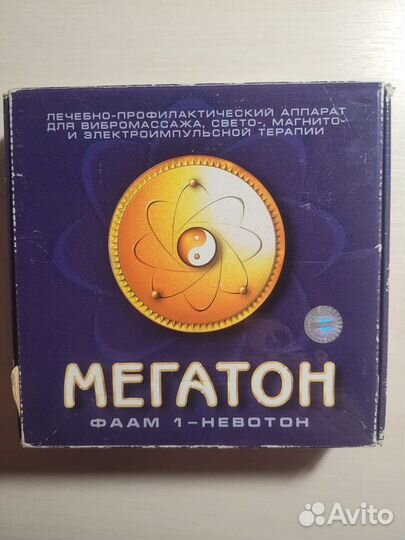 ЛЕЧЕБНО-ПРОФИЛАКТИЧЕСКИЙ АППАРАТ
ДЛЯ ВИБРОМАССАЖА, СВЕТО-, МАГНИТО-
И ЭЛЕКТРОИМПУЛЬСНОЙ ТЕРАПИИ
МЕГАТОН
ФААМ 1-НЕВОТОН
Avito